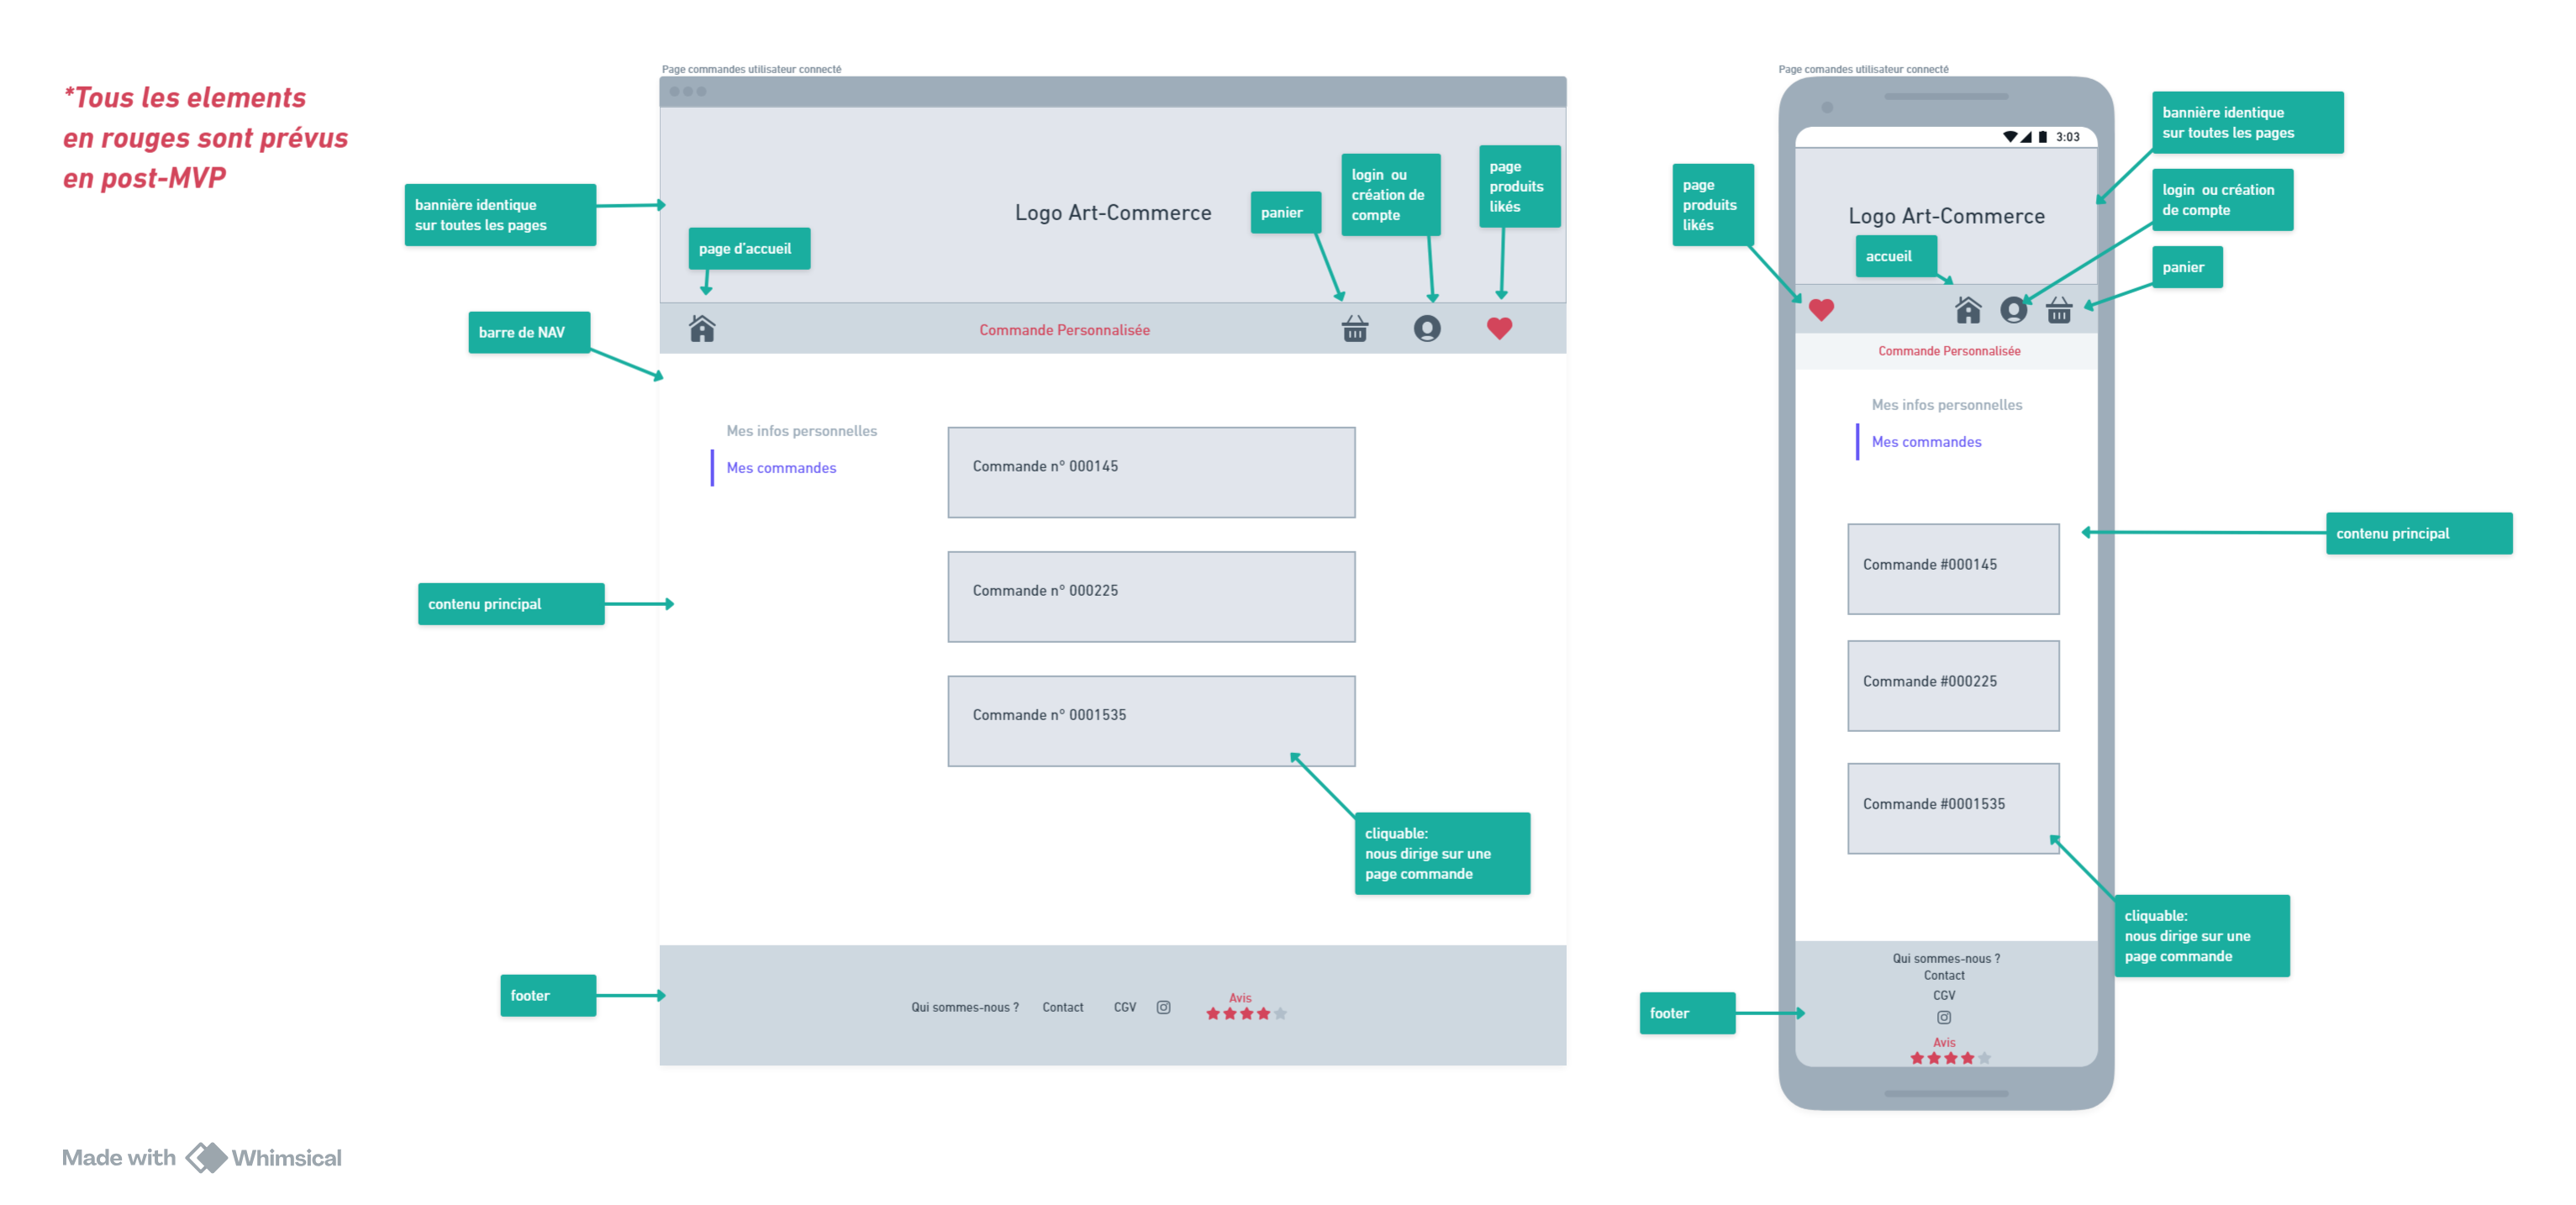 *Tous les elements
en rouges sont prévus
en post-MVP
Page commandes utilisateur connecté
bannière identique
sur toutes les pages
page d'accueil
Logo Art-Commerce
panier
login ou
création de
compte
page
produits
likés
barre de NAV
Commande Personnalisée
Mes infos personnelles
Mes commandes
Commande n° 000145
Commande n° 000225
Commande n° 0001535
contenu principal
cliquable:
nous dirige sur une
page commande
footer
Qui sommes-nous ?
Contact
CGV
Avis
Page comandes utilisateur connecté
3:03
bannière identique
sur toutes les pages
page
produits
likés
Logo Art-Commerce
login ou création
de compte
accueil
panier
Commande Personnalisée
Mes infos personnelles
Mes commandes
contenu principal
Commande #000145
Commande #000225
Commande #0001535
cliquable:
nous dirige sur une
page commande
footer
Qui sommes-nous ?
Contact
CGV
Avis
Made with Whimsical